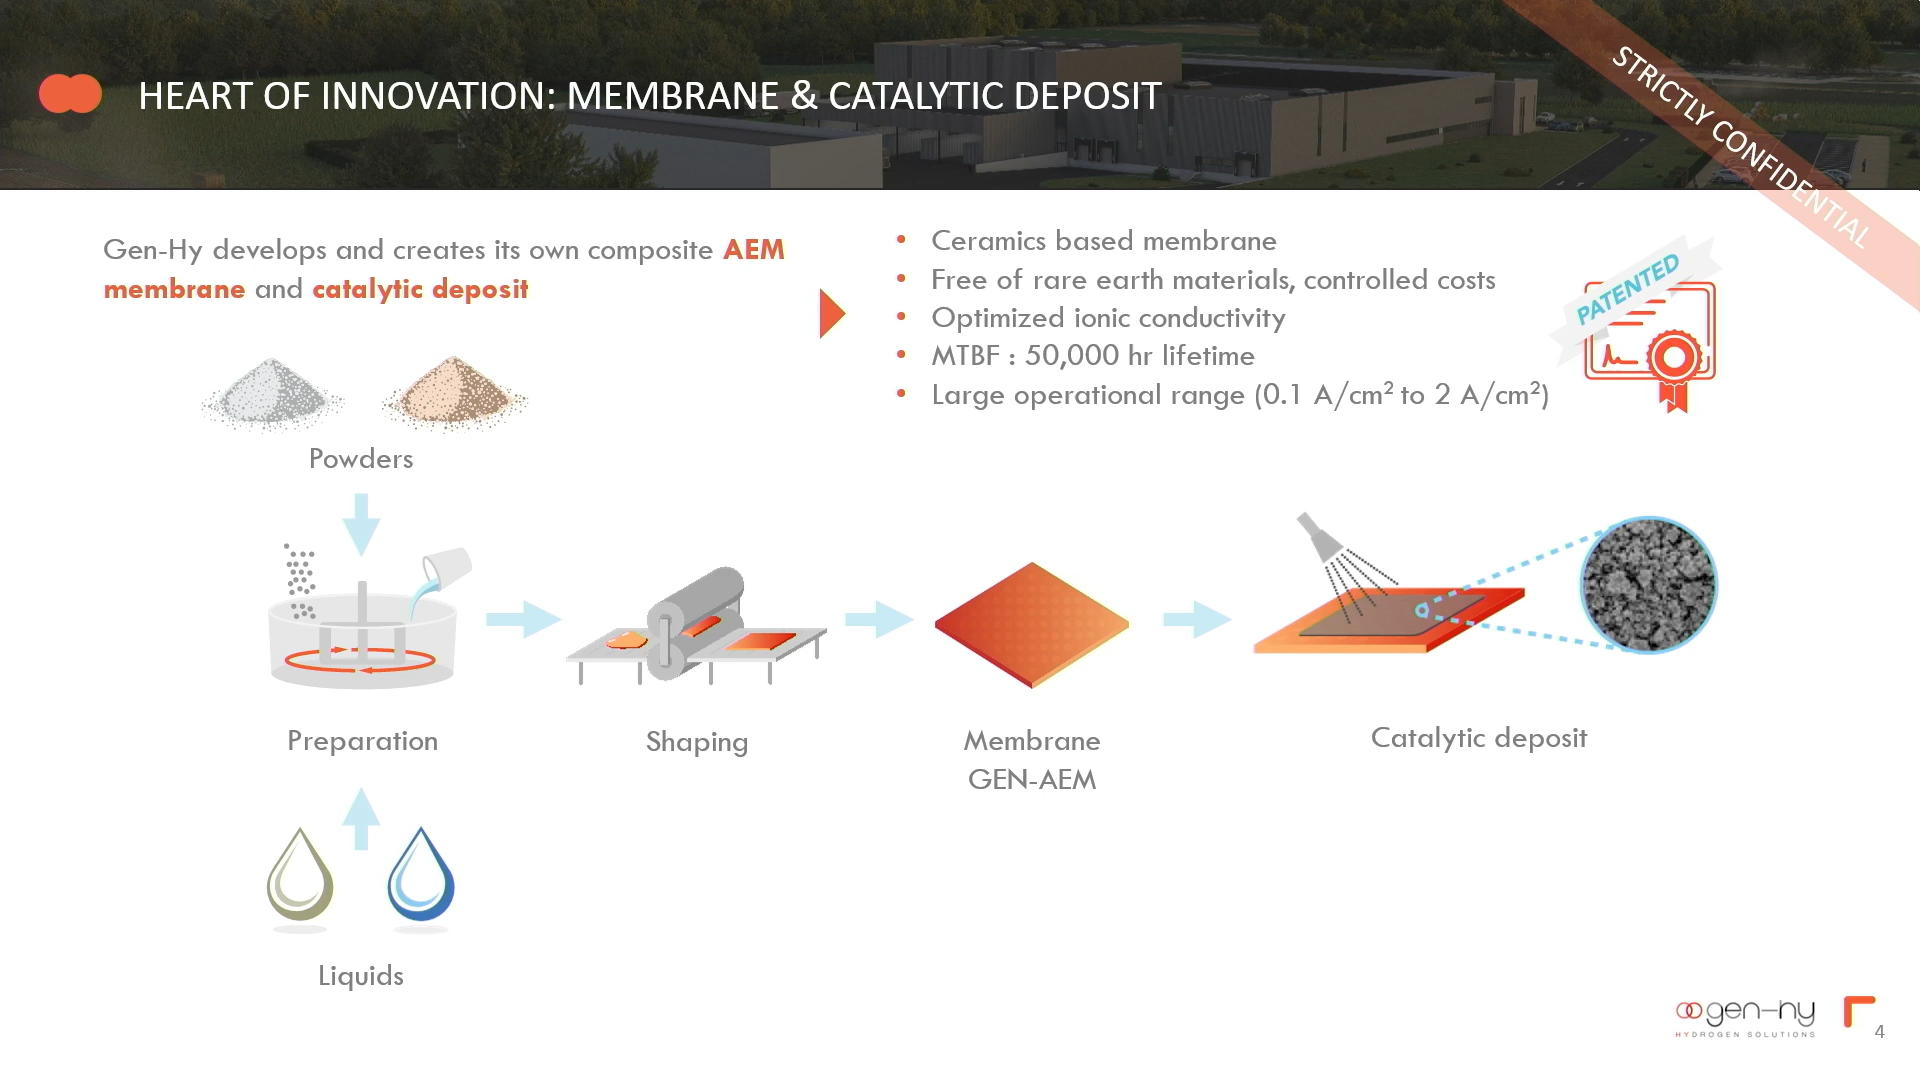 HEART OF INNOVATION: MEMBRANE & CATALYTIC DEPOSIT
STRICTLY CONFIDENTIAL
Gen-Hy develops and creates its own composite AEM
membrane and catalytic deposit
• Ceramics based membrane
• Free of rare earth materials, controlled costs
• Optimized ionic conductivity
• MTBF : 50,000 hr lifetime
• Large operational range (0.1 A/cm² to 2 A/cm²)
PATENTED
Powders
Preparation
Shaping
Membrane
GEN-AEM
Catalytic deposit
Liquids
gen-hy
HYDROGEN SOLUTIONS
4